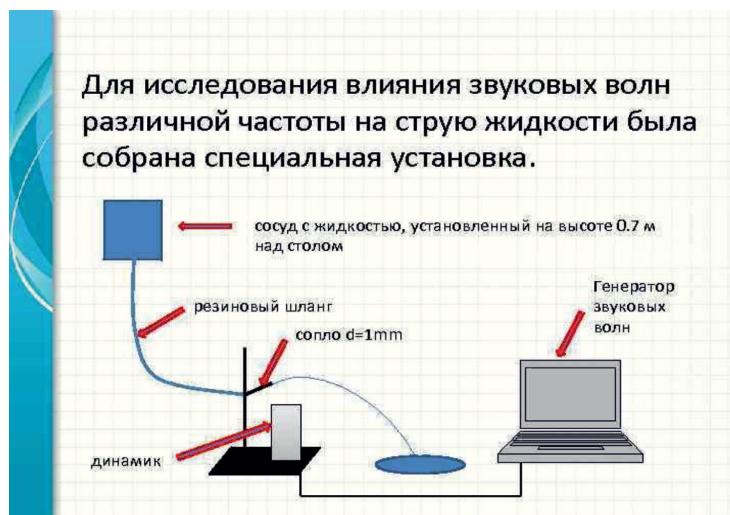 Для исследования влияния звуковых волн
различной частоты на струю жидкости была
собрана специальная установка.
сосуд с жидкостью, установленный на высоте 0.7 м
над столом
Генератор
звуковых
волн
резиновый шланг
сопло d=1mm
динамик